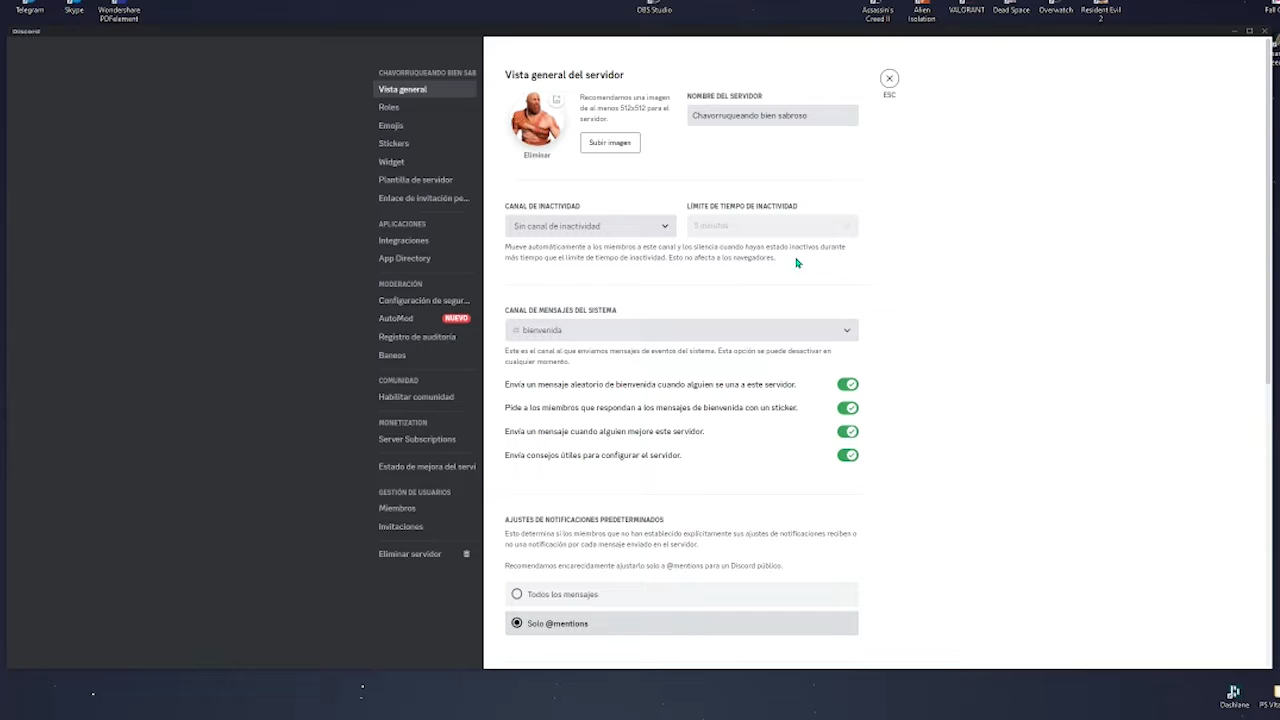 Telegram
Skype
Wondershare
PDFelement
OBS Studio
Assassin's
Creed II
Alien
Isolation
VALORANT
Dead Space
Overwatch
Resident Evil
2
Fall
Discord
CHAVORRUQUEANDO BIEN SAB
Vista general
Roles
Emojis
Stickers
Widget
Plantilla de servidor
Enlace de invitación pe...
APLICACIONES
Integraciones
App Directory
MODERACIÓN
Configuración de segur...
AutoMod
NUEVO
Registro de auditoría
Baneos
COMUNIDAD
Habilitar comunidad
MONETIZATION
Server Subscriptions
Estado de mejora del servi
GESTIÓN DE USUARIOS
Miembros
Invitaciones
Eliminar servidor
Vista general del servidor
Recomendamos una imagen
de al menos 512x512 para el
servidor.
Subir imagen
Eliminar
NOMBRE DEL SERVIDOR
Chavorruqueando bien sabroso
ESC
CANAL DE INACTIVIDAD
Sin canal de inactividad
LÍMITE DE TIEMPO DE INACTIVIDAD
5 minutos
Mueve automáticamente a los miembros a este canal y los silencia cuando hayan estado inactivos durante
más tiempo que el límite de tiempo de inactividad. Esto no afecta a los navegadores.
CANAL DE MENSAJES DEL SISTEMA
# bienvenida
Este es el canal al que enviamos mensajes de eventos del sistema. Esta opción se puede desactivar en
cualquier momento.
Envía un mensaje aleatorio de bienvenida cuando alguien se una a este servidor.
Pide a los miembros que respondan a los mensajes de bienvenida con un sticker.
Envía un mensaje cuando alguien mejore este servidor.
Envía consejos útiles para configurar el servidor.
AJUSTES DE NOTIFICACIONES PREDETERMINADOS
Esto determina si los miembros que no han establecido explícitamente sus ajustes de notificaciones reciben o
no una notificación por cada mensaje enviado en el servidor.
Recomendamos encarecidamente ajustarlo solo a @mentions para un Discord público.
Todos los mensajes
Solo @mentions
Dashlane
PS Vita